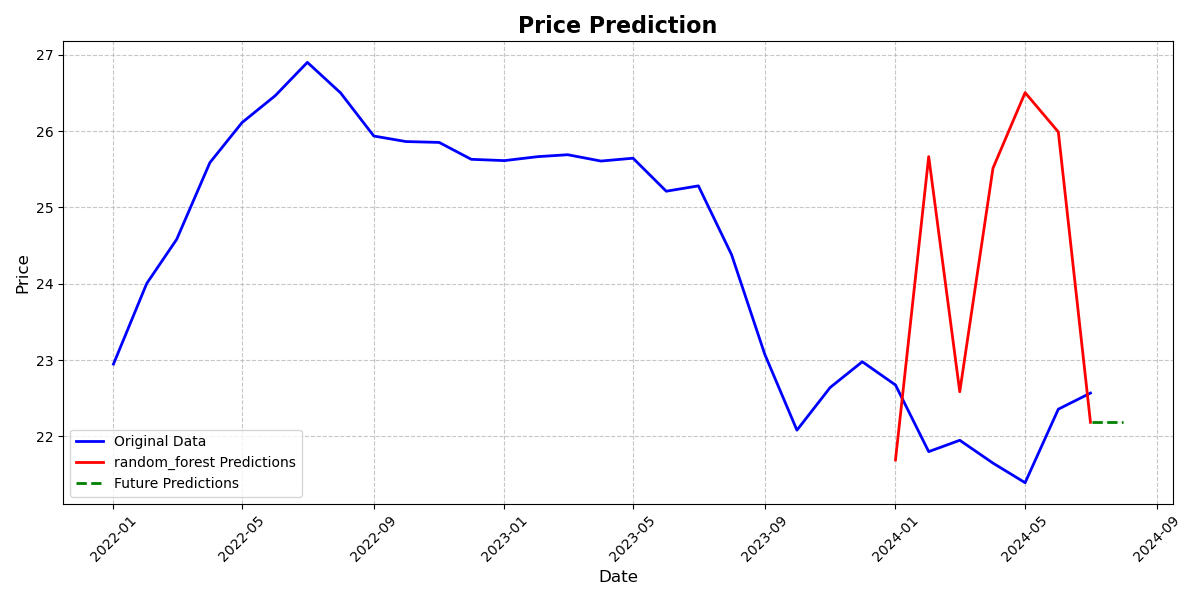 Price Prediction
Price
27
26
25
24
23
22
Original Data
random_forest Predictions
Future Predictions
2022-01
2022-05
2022-09
2023-01
2023-05
2023-09
2024-01
2024-05
2024-09
Date